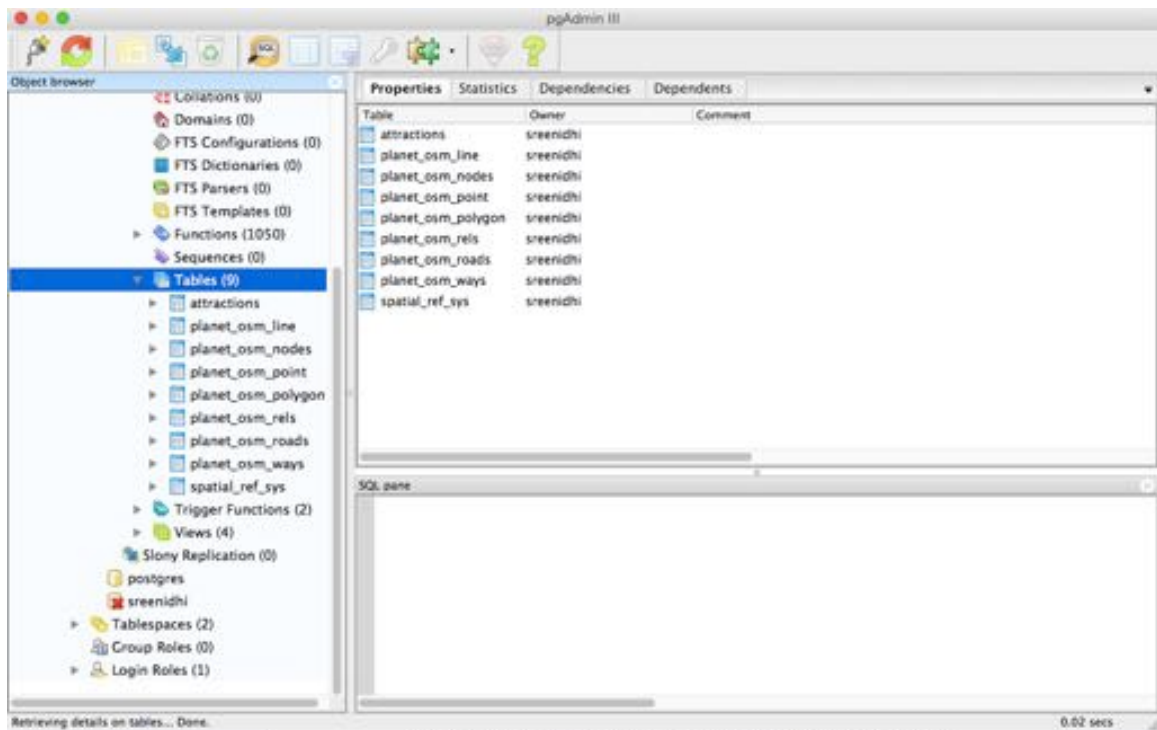 pgAdmin III
SQL
Object browser
Collations (0)
Domains (0)
FTS Configurations (0)
FTS Dictionaries (0)
FTS Parsers (0)
FTS Templates (0)
Functions (1050)
Sequences (0)
Tables (9)
attractions
planet_osm_line
planet_osm_nodes
planet_osm_point
planet_osm_polygon
planet_osm_rels
planet_osm_roads
planet_osm_ways
spatial_ref_sys
Trigger Functions (2)
Views (4)
Slony Replication (0)
postgres
sreenidhi
Tablespaces (2)
Group Roles (0)
Login Roles (1)
Properties Statistics Dependencies Dependents
Table Owner Comment
attractions sreenidhi
planet_osm_line sreenidhi
planet_osm_nodes sreenidhi
planet_osm_point sreenidhi
planet_osm_polygon sreenidhi
planet_osm_rels sreenidhi
planet_osm_roads sreenidhi
planet_osm_ways sreenidhi
spatial_ref_sys sreenidhi
SQL pane
Retrieving details on tables... Done. 0.02 secs